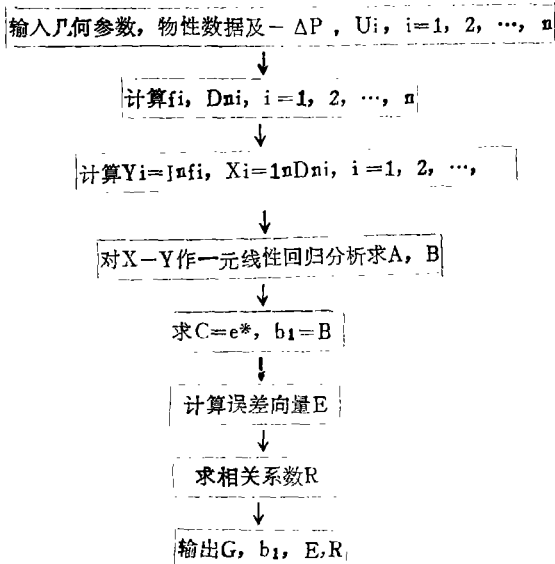 输入几何参数，物性数据及－ΔP，Ui，i=1，2，…，n
计算fi，Dni，i=1，2，…，n
计算Yi=lnfi，Xi=1nDni，i=1，2，…，
对X－Y作一元线性回归分析求A，B
求C=e*，b1=B
计算误差向量E
求相关系数R
输出G，b1，E,R